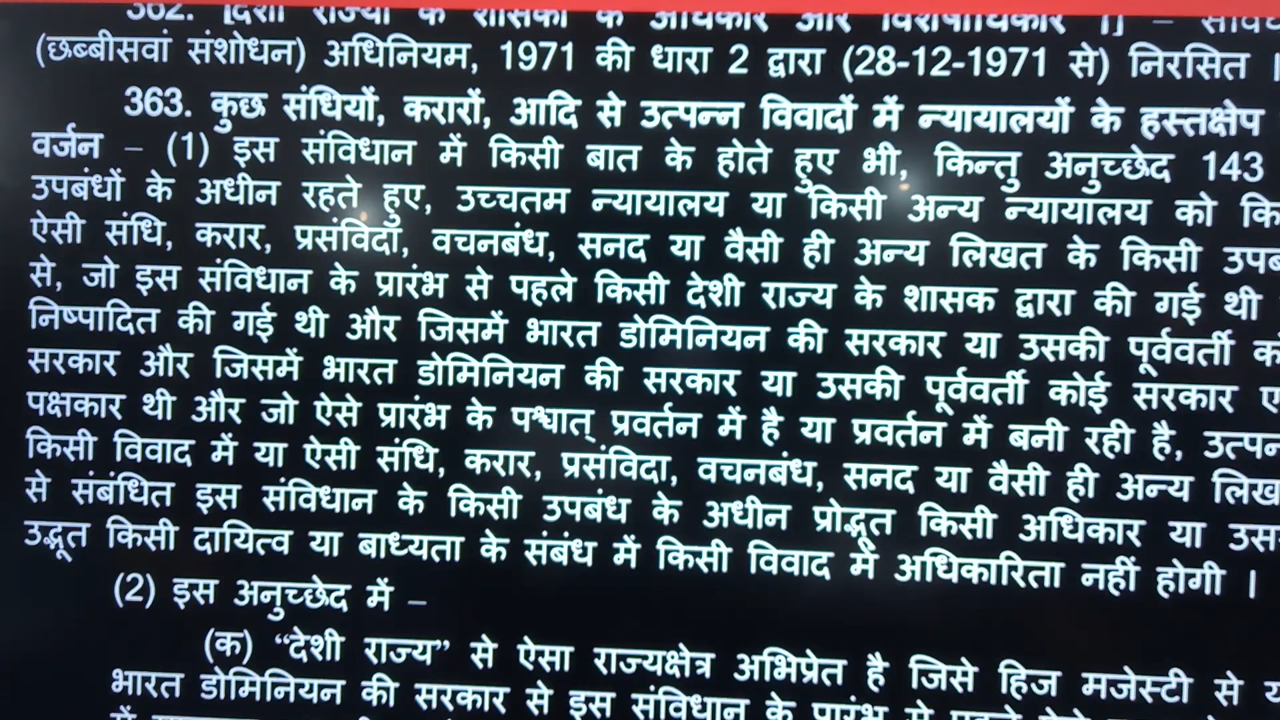 362. [देशी राज्यों के शासकों के अधिकार और विशेषाधिकार ।] –
(छब्बीसवां संशोधन) अधिनियम, 1971 की धारा 2 द्वारा (28-12-1971 से) निरसित ।
363. कुछ संधियों, करारों, आदि से उत्पन्न विवादों में न्यायालयों के हस्तक्षेप
वर्जन – (1) इस संविधान में किसी बात के होते हुए भी, किन्तु अनुच्छेद 143
उपबंधों के अधीन रहते हुए, उच्चतम न्यायालय या किसी अन्य न्यायालय को
ऐसी संधि, करार, प्रसंविदा, वचनबंध, सनद या वैसी ही अन्य लिखत के किसी
से, जो इस संविधान के प्रारंभ से पहले किसी देशी राज्य के शासक द्वारा की गई थी
निष्पादित की गई थी और जिसमें भारत डोमिनियन की सरकार या उसकी पूर्ववर्ती
सरकार और जिसमें भारत डोमिनियन की सरकार या उसकी पूर्ववर्ती कोई सरकार
पक्षकार थी और जो ऐसे प्रारंभ के पश्चात् प्रवर्तन में है या प्रवर्तन में बनी रही है,
किसी विवाद में या ऐसी संधि, करार, प्रसंविदा, वचनबंध, सनद या वैसी ही अन्य
से संबंधित इस संविधान के किसी उपबंध के अधीन प्रोद्भूत किसी अधिकार या
उद्भूत किसी दायित्व या बाध्यता के संबंध में किसी विवाद में अधिकारिता नहीं होगी ।
(2) इस अनुच्छेद में –
(क) “देशी राज्य” से ऐसा राज्यक्षेत्र अभिप्रेत है जिसे हिज मजेस्टी से
भारत डोमिनियन की सरकार से इस संविधान के प्रारंभ से पहले